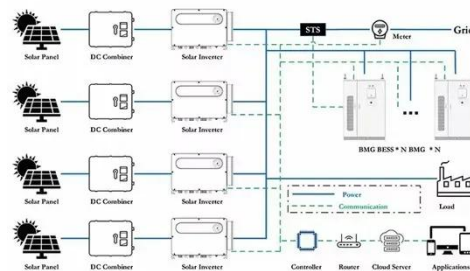 STS
Meter
Grid
Solar Panel DC Combiner Solar Inverter
Solar Panel DC Combiner Solar Inverter
BMG BESS * N BMG * N
Solar Panel DC Combiner Solar Inverter
Power
Communication
Load
Solar Panel DC Combiner Solar Inverter
Controller Router Cloud Server Application